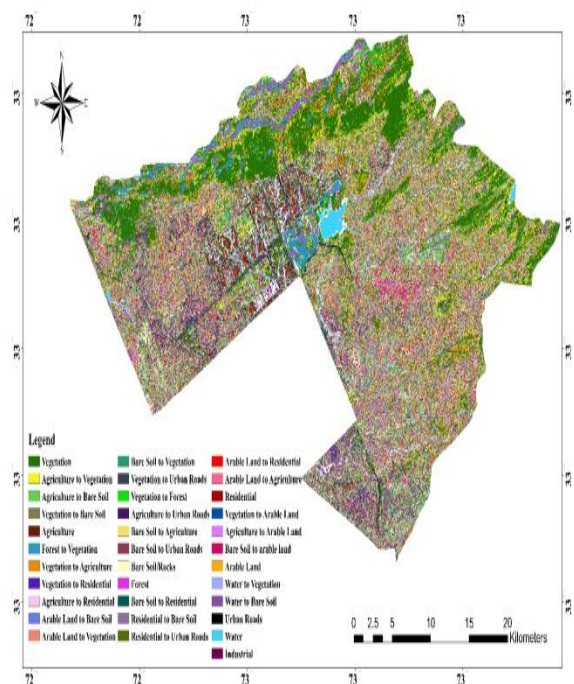 72 72 73 73 73
N
W E
S
33
33
33
33
33
33
33
33
33
33
Legend
Vegetation
Agriculture to Vegetation
Agriculture to Bare Soil
Vegetation to Bare Soil
Agriculture
Forest to Vegetation
Vegetation to Agriculture
Vegetation to Residential
Agriculture to Residential
Arable Land to Bare Soil
Arable Land to Vegetation
Bare Soil to Vegetation
Vegetation to Urban Roads
Vegetation to Forest
Agriculture to Urban Roads
Bare Soil to Agriculture
Bare Soil to Urban Roads
Bare Soil/Rocks
Forest
Bare Soil to Residential
Residential to Bare Soil
Residential to Urban Roads
Arable Land to Residential
Arable Land to Agriculture
Residential
Vegetation to Arable Land
Agriculture to Arable Land
Bare Soil to arable land
Arable Land
Water to Vegetation
Water to Bare Soil
Urban Roads
Water
Industrial
0 2.5 5 10 15 20
Kilometers
72 72 73 73 73